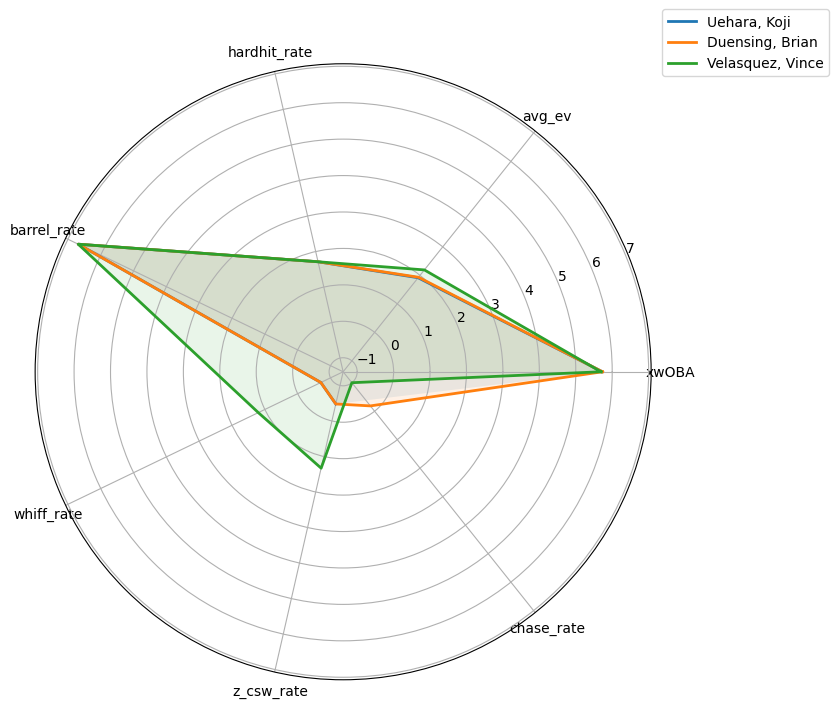 Uehara, Koji
Duensing, Brian
Velasquez, Vince
hardhit_rate
avg_ev
barrel_rate
7
6
5
4
3
2
1
0
−1
xwOBA
whiff_rate
chase_rate
z_csw_rate